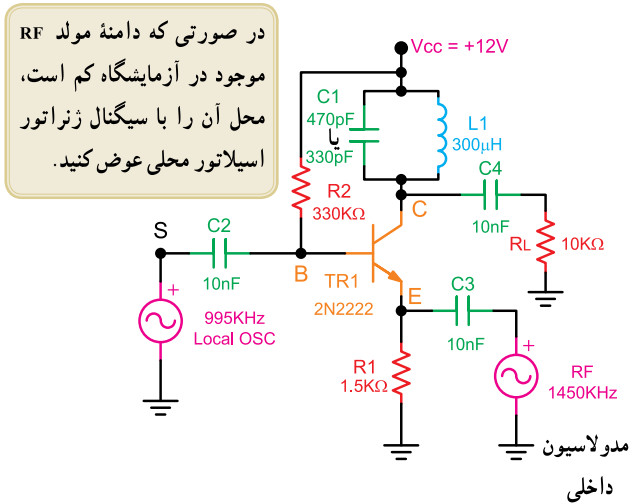 در صورتی که دامنهٔ مولد RF
موجود در آزمایشگاه کم است،
محل آن را با سیگنال ژنراتور
اسیلاتور محلی عوض کنید.
Vcc = +12V
C1
470pF
یا
330pF
L1
300μH
R2
330KΩ
C
C4
10nF
RL
10KΩ
S
C2
10nF
B
TR1
2N2222
E
C3
10nF
+
995KHz
Local OSC
R1
1.5KΩ
+
RF
1450KHz
مدولاسیون
داخلی